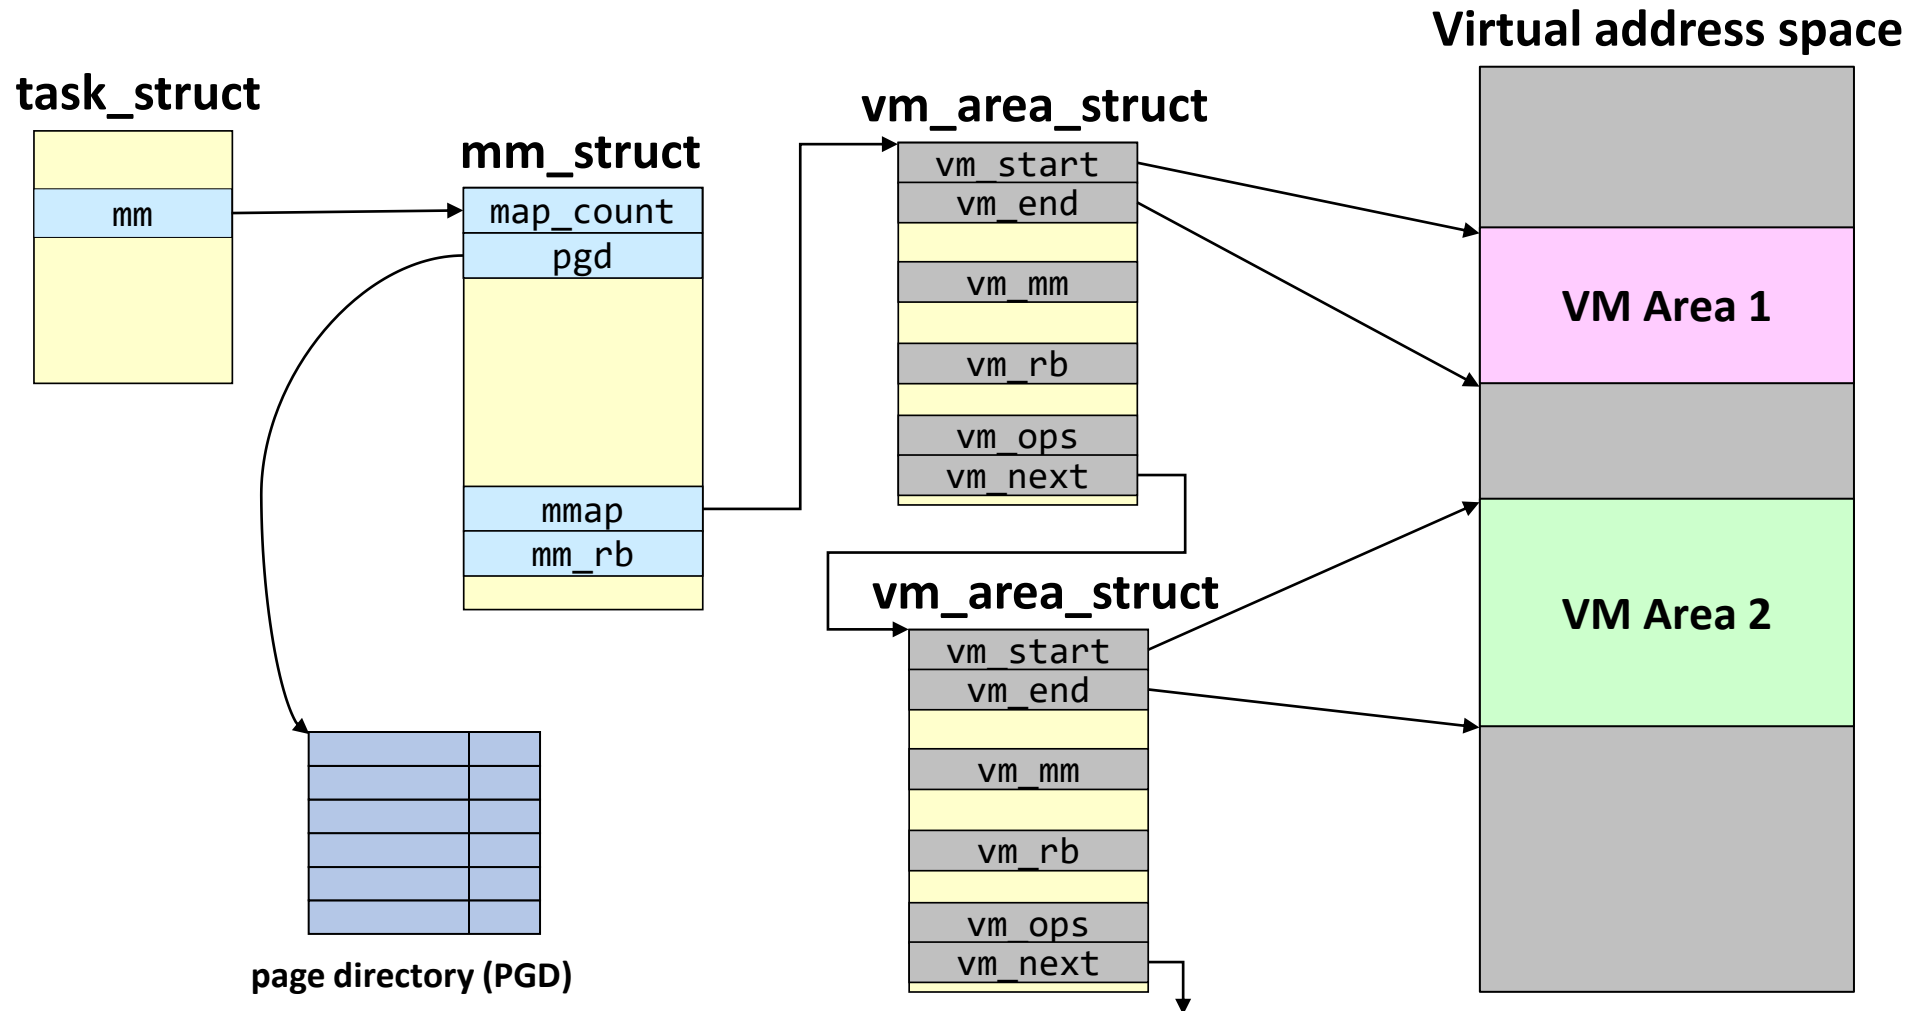 Virtual address space
task_struct
mm
mm_struct
map_count
pgd
mmap
mm_rb
vm_area_struct
vm_start
vm_end
vm_mm
vm_rb
vm_ops
vm_next
vm_area_struct
vm_start
vm_end
vm_mm
vm_rb
vm_ops
vm_next
VM Area 1
VM Area 2
page directory (PGD)